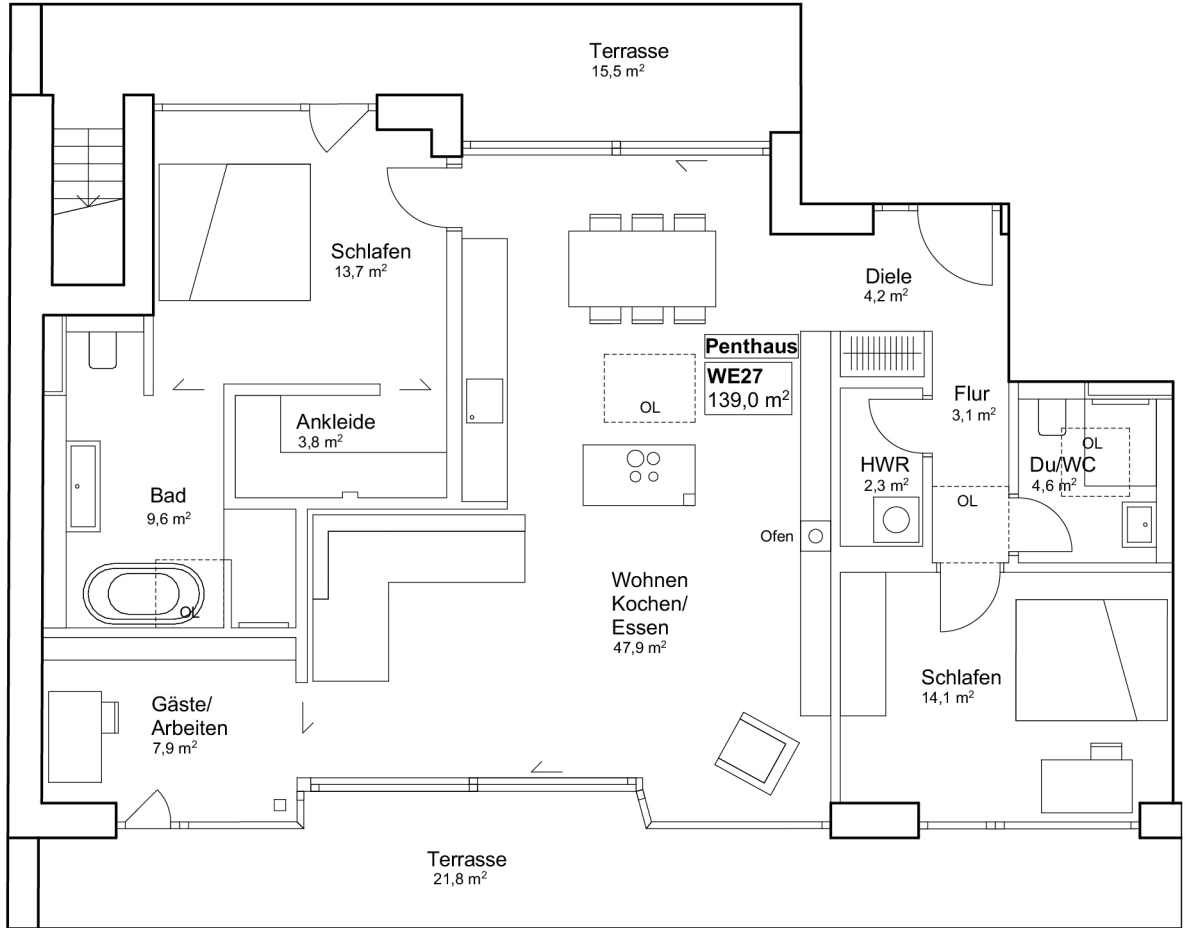 Terrasse
15,5 m²
Schlafen
13,7 m²
Diele
4,2 m²
Penthaus
WE27
139,0 m²
OL
Ankleide
3,8 m²
Flur
3,1 m²
OL
HWR
2,3 m²
Du/WC
4,6 m²
Bad
9,6 m²
OL
Ofen
Wohnen
Kochen/
Essen
47,9 m²
OL
Schlafen
14,1 m²
Gäste/
Arbeiten
7,9 m²
Terrasse
21,8 m²